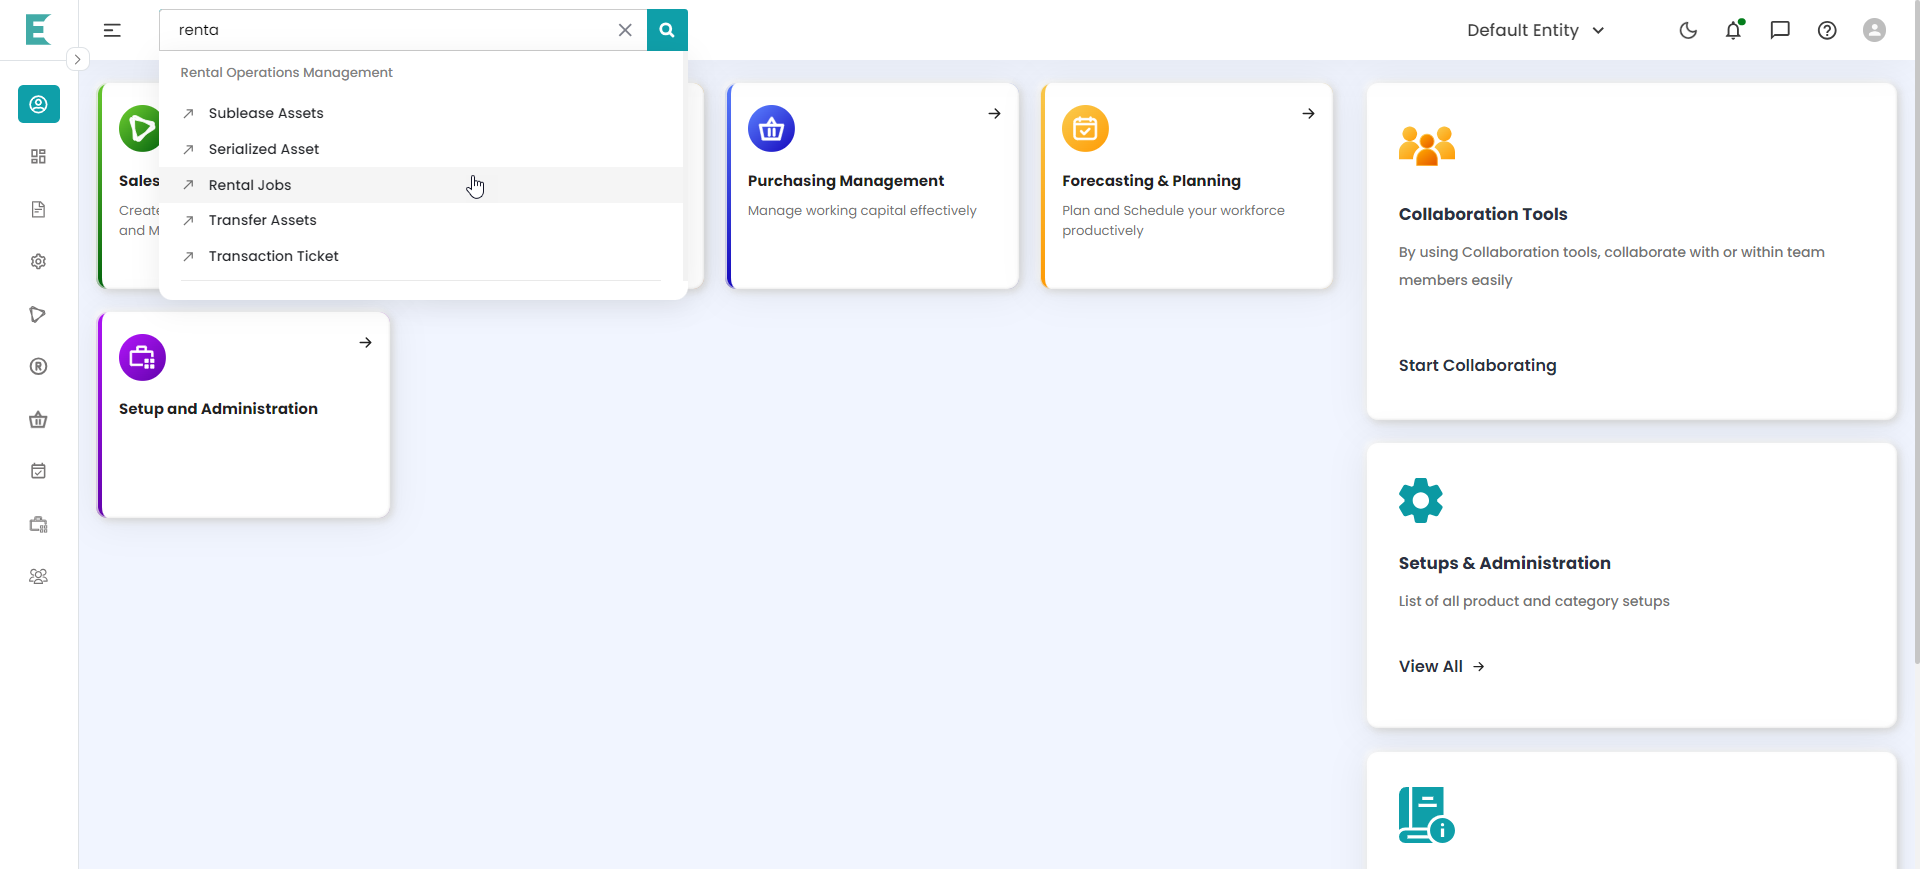 renta
Default Entity
Rental Operations Management
Sublease Assets
Serialized Asset
Rental Jobs
Transfer Assets
Transaction Ticket
Sales
Create
and M
Purchasing Management
Manage working capital effectively
Forecasting & Planning
Plan and Schedule your workforce
productively
Setup and Administration
Collaboration Tools
By using Collaboration tools, collaborate with or within team
members easily
Start Collaborating
Setups & Administration
List of all product and category setups
View All